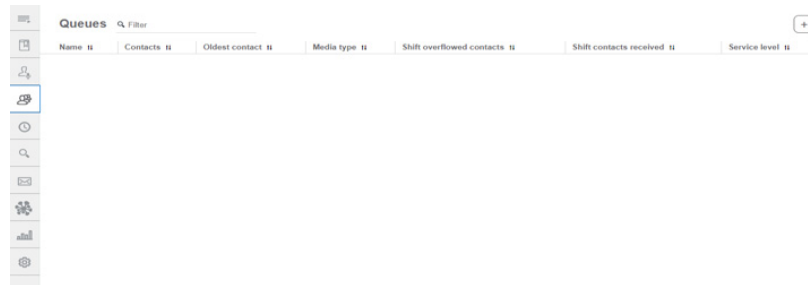 Queues Filter
Name Contacts Oldest contact Media type Shift overflowed contacts Shift contacts received Service level